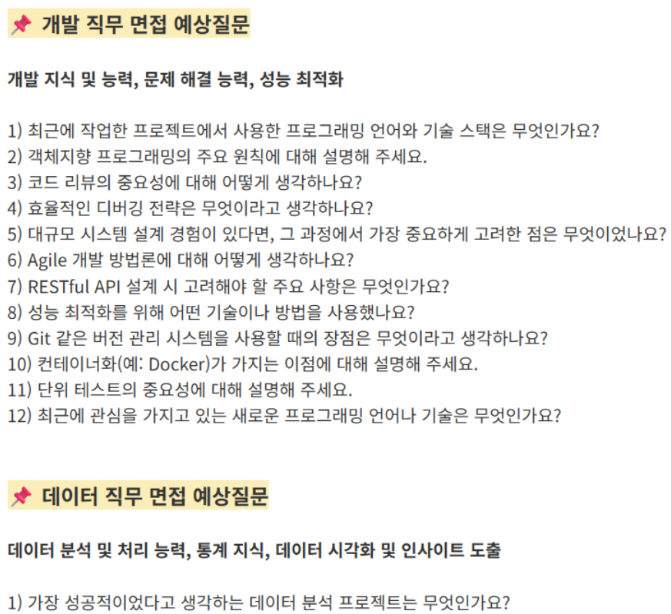 📌 개발 직무 면접 예상질문
개발 지식 및 능력, 문제 해결 능력, 성능 최적화
1) 최근에 작업한 프로젝트에서 사용한 프로그래밍 언어와 기술 스택은 무엇인가요?
2) 객체지향 프로그래밍의 주요 원칙에 대해 설명해 주세요.
3) 코드 리뷰의 중요성에 대해 어떻게 생각하나요?
4) 효율적인 디버깅 전략은 무엇이라고 생각하나요?
5) 대규모 시스템 설계 경험이 있다면, 그 과정에서 가장 중요하게 고려한 점은 무엇이었나요?
6) Agile 개발 방법론에 대해 어떻게 생각하나요?
7) RESTful API 설계 시 고려해야 할 주요 사항은 무엇인가요?
8) 성능 최적화를 위해 어떤 기술이나 방법을 사용했나요?
9) Git 같은 버전 관리 시스템을 사용할 때의 장점은 무엇이라고 생각하나요?
10) 컨테이너화(예: Docker)가 가지는 이점에 대해 설명해 주세요.
11) 단위 테스트의 중요성에 대해 설명해 주세요.
12) 최근에 관심을 가지고 있는 새로운 프로그래밍 언어나 기술은 무엇인가요?
📌 데이터 직무 면접 예상질문
데이터 분석 및 처리 능력, 통계 지식, 데이터 시각화 및 인사이트 도출
1) 가장 성공적이었다고 생각하는 데이터 분석 프로젝트는 무엇인가요?